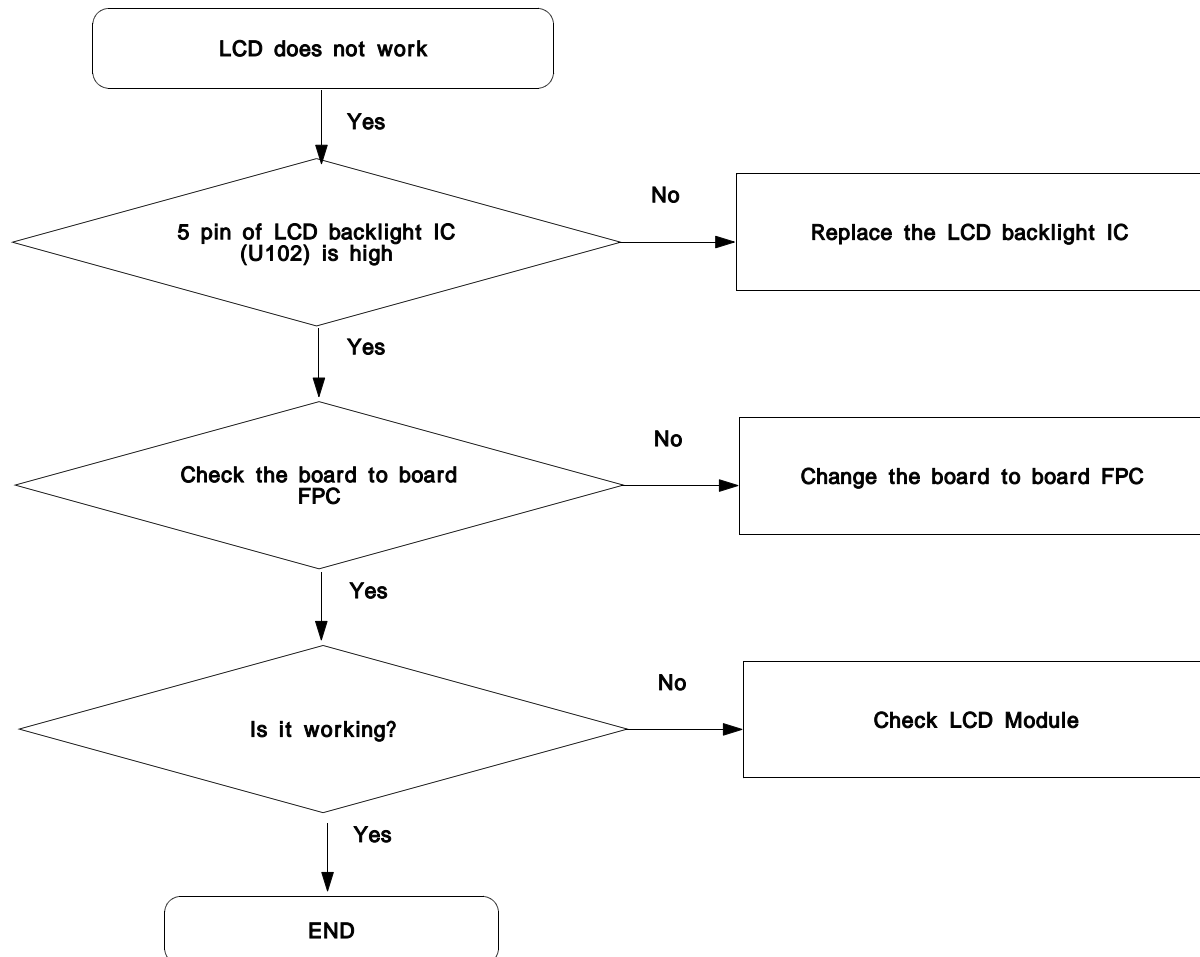 LCD does not work
Yes
5 pin of LCD backlight IC
(U102) is high
No
Replace the LCD backlight IC
Yes
Check the board to board
FPC
No
Change the board to board FPC
Yes
Is it working?
No
Check LCD Module
Yes
END